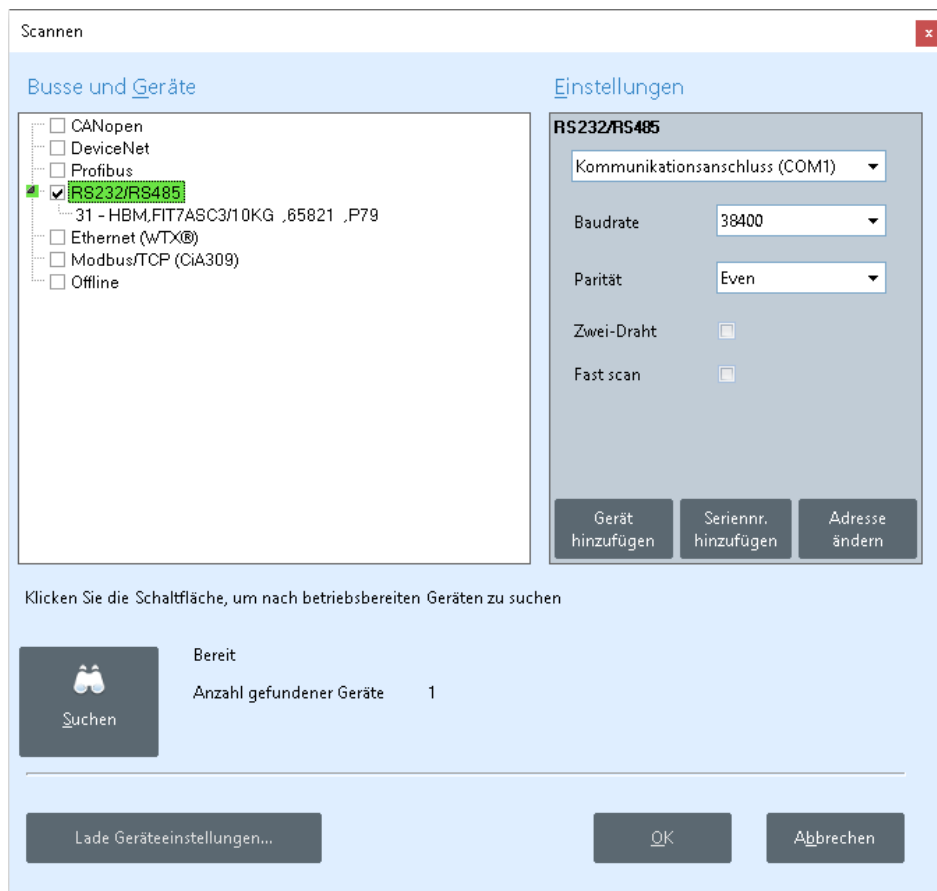 Scannen
x
Busse und Geräte
CANopen
DeviceNet
Profibus
RS232/RS485
31 - HBM,FIT7ASC3/10KG ,65821 ,P79
Ethernet (WTX®)
Modbus/TCP (CiA309)
Offline
Einstellungen
RS232/RS485
Kommunikationsanschluss (COM1)
Baudrate 38400
Parität Even
Zwei-Draht
Fast scan
Gerät
hinzufügen
Seriennr.
hinzufügen
Adresse
ändern
Klicken Sie die Schaltfläche, um nach betriebsbereiten Geräten zu suchen
Suchen
Bereit
Anzahl gefundener Geräte 1
Lade Geräteeinstellungen...
OK
Abbrechen